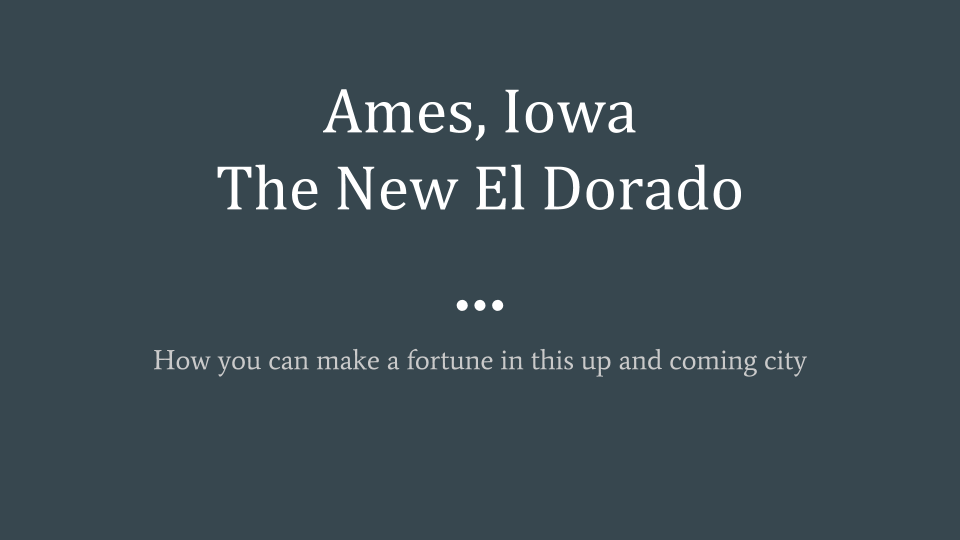 Ames, Iowa
The New El Dorado
...
How you can make a fortune in this up and coming city